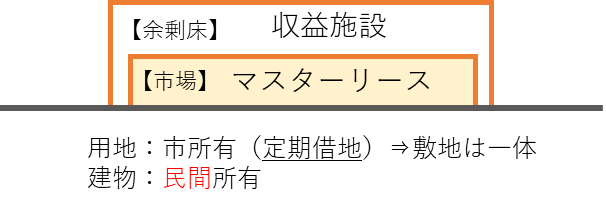 【余剰床】 収益施設
【市場】 マスターリース
用地：市所有（定期借地）⇒敷地は一体
建物：民間所有